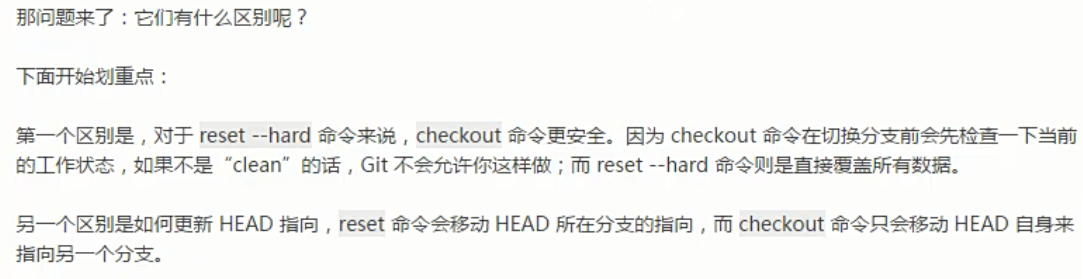 那问题来了：它们有什么区别呢？
下面开始划重点：
第一个区别是，对于 reset --hard 命令来说，checkout 命令更安全。因为 checkout 命令在切换分支前会先检查一下当前
的工作状态，如果不是“clean”的话，Git 不会允许你这样做；而 reset --hard 命令则是直接覆盖所有数据。
另一个区别是如何更新 HEAD 指向，reset 命令会移动 HEAD 所在分支的指向，而 checkout 命令只会移动 HEAD 自身来
指向另一个分支。